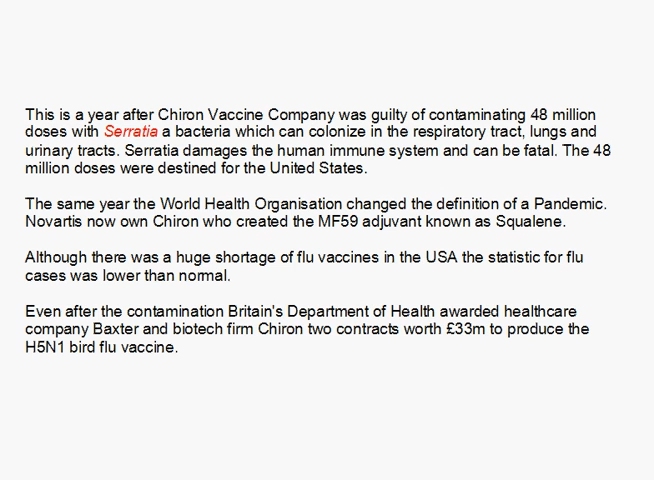 This is a year after Chiron Vaccine Company was guilty of contaminating 48 million
doses with Serratia a bacteria which can colonize in the respiratory tract, lungs and
urinary tracts. Serratia damages the human immune system and can be fatal. The 48
million doses were destined for the United States.
The same year the World Health Organisation changed the definition of a Pandemic.
Novartis now own Chiron who created the MF59 adjuvant known as Squalene.
Although there was a huge shortage of flu vaccines in the USA the statistic for flu
cases was lower than normal.
Even after the contamination Britain's Department of Health awarded healthcare
company Baxter and biotech firm Chiron two contracts worth £33m to produce the
H5N1 bird flu vaccine.